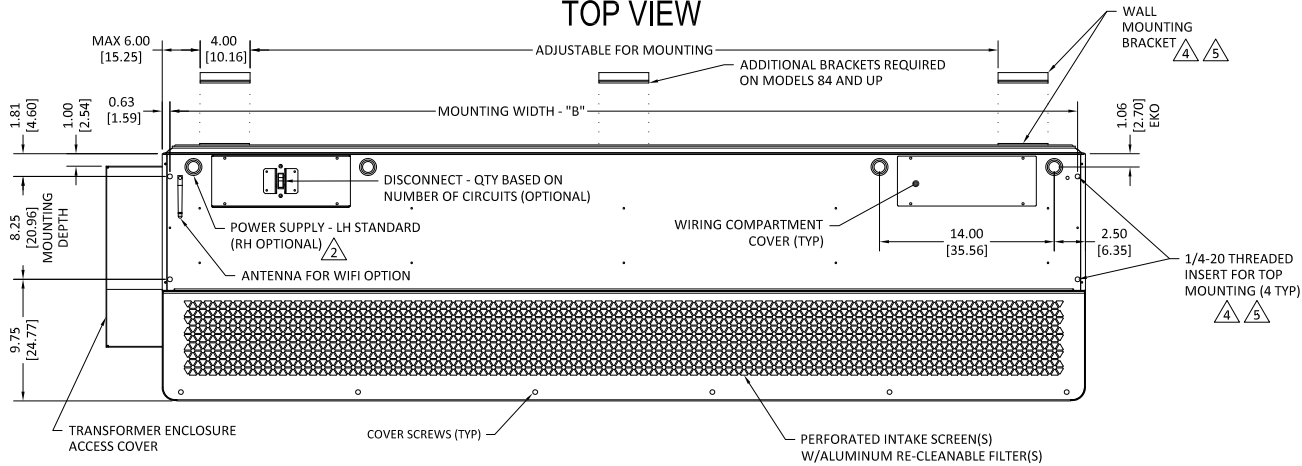 TOP VIEW
MAX 6.00
[15.25]
4.00
[10.16]
ADJUSTABLE FOR MOUNTING
WALL
MOUNTING
BRACKET
4
5
ADDITIONAL BRACKETS REQUIRED
ON MODELS 84 AND UP
1.81
[4.60]
1.00
[2.54]
0.63
[1.59]
MOUNTING WIDTH - "B"
1.06
[2.70]
EKO
8.25
[20.96]
MOUNTING
DEPTH
DISCONNECT - QTY BASED ON
NUMBER OF CIRCUITS (OPTIONAL)
POWER SUPPLY - LH STANDARD
(RH OPTIONAL)
2
ANTENNA FOR WIFI OPTION
WIRING COMPARTMENT
COVER (TYP)
14.00
[35.56]
2.50
[6.35]
1/4-20 THREADED
INSERT FOR TOP
MOUNTING (4 TYP)
4
5
9.75
[24.77]
TRANSFORMER ENCLOSURE
ACCESS COVER
COVER SCREWS (TYP)
PERFORATED INTAKE SCREEN(S)
W/ALUMINUM RE-CLEANABLE FILTER(S)